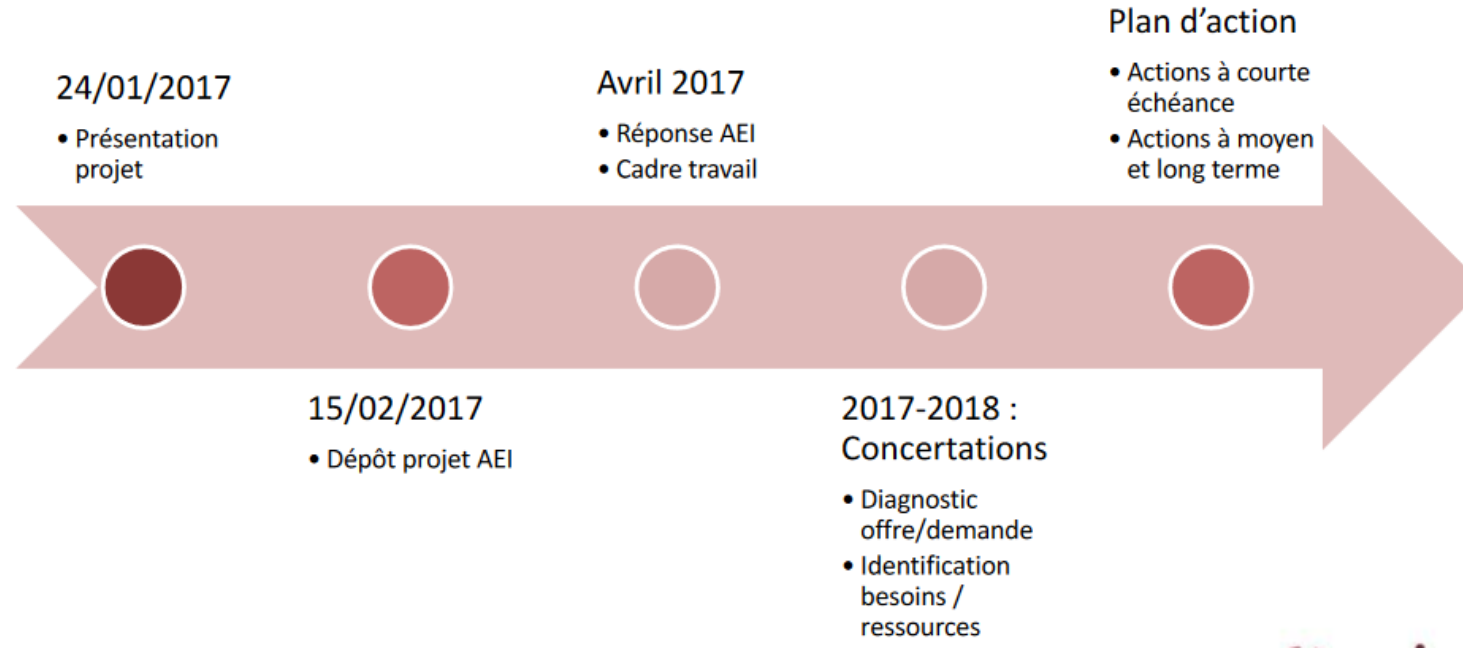 24/01/2017
• Présentation
projet
15/02/2017
• Dépôt projet AEI
Avril 2017
• Réponse AEI
• Cadre travail
2017-2018 :
Concertations
• Diagnostic
offre/demande
• Identification
besoins /
ressources
Plan d’action
• Actions à courte
échéance
• Actions à moyen
et long terme